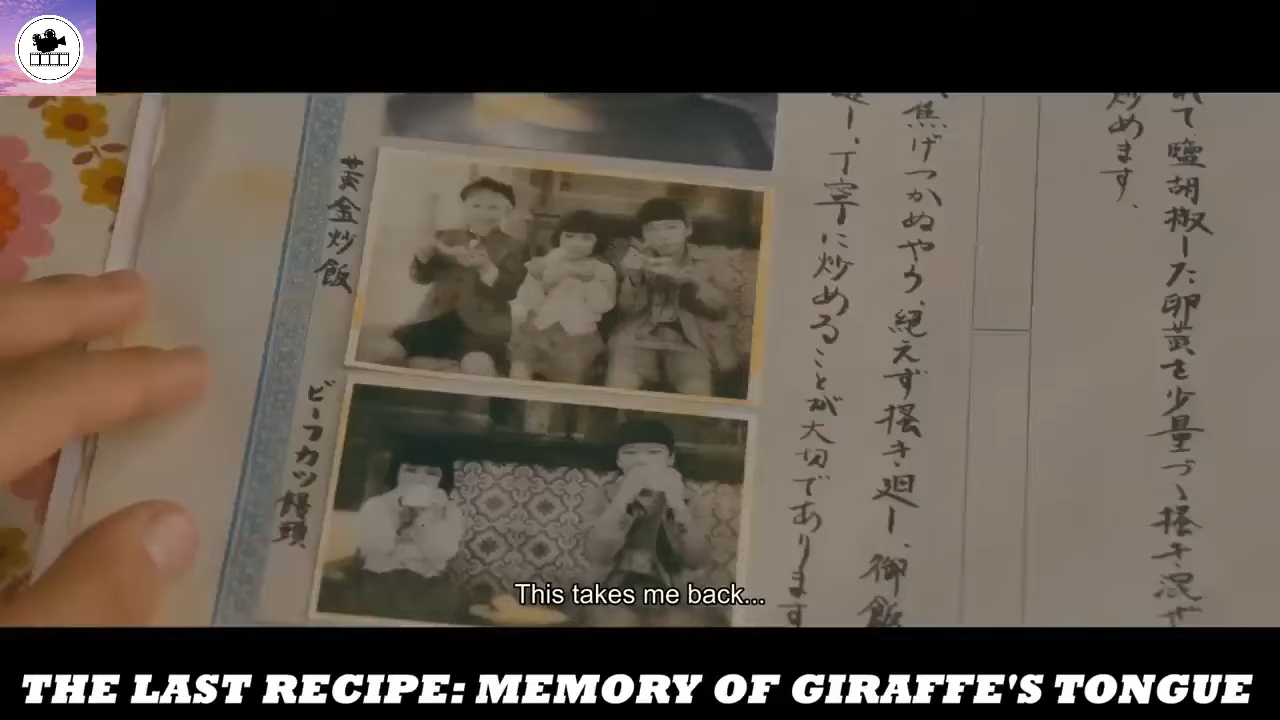 て鹽胡椒した卵黄を少量づゝ掻き混ぜ
炒めます、
焦げつかぬやう、絶えず掻き廻し、御飯
し、丁寧に炒めることが大切であります
黄金炒飯
ビーフカツ饅頭
This takes me back...
THE LAST RECIPE: MEMORY OF GIRAFFE'S TONGUE